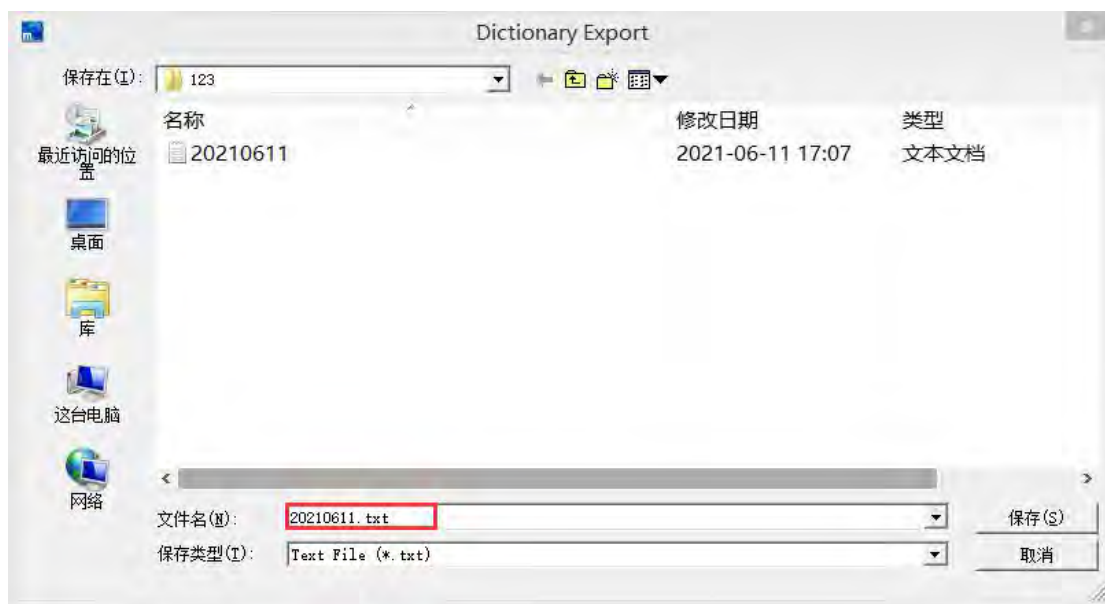 Dictionary Export
保存在(I): 123
名称 修改日期 类型
20210611 2021-06-11 17:07 文本文档
最近访问的位
置
桌面
库
这台电脑
网络
文件名(N): 20210611.txt 保存(S)
保存类型(T): Text File (*.txt) 取消